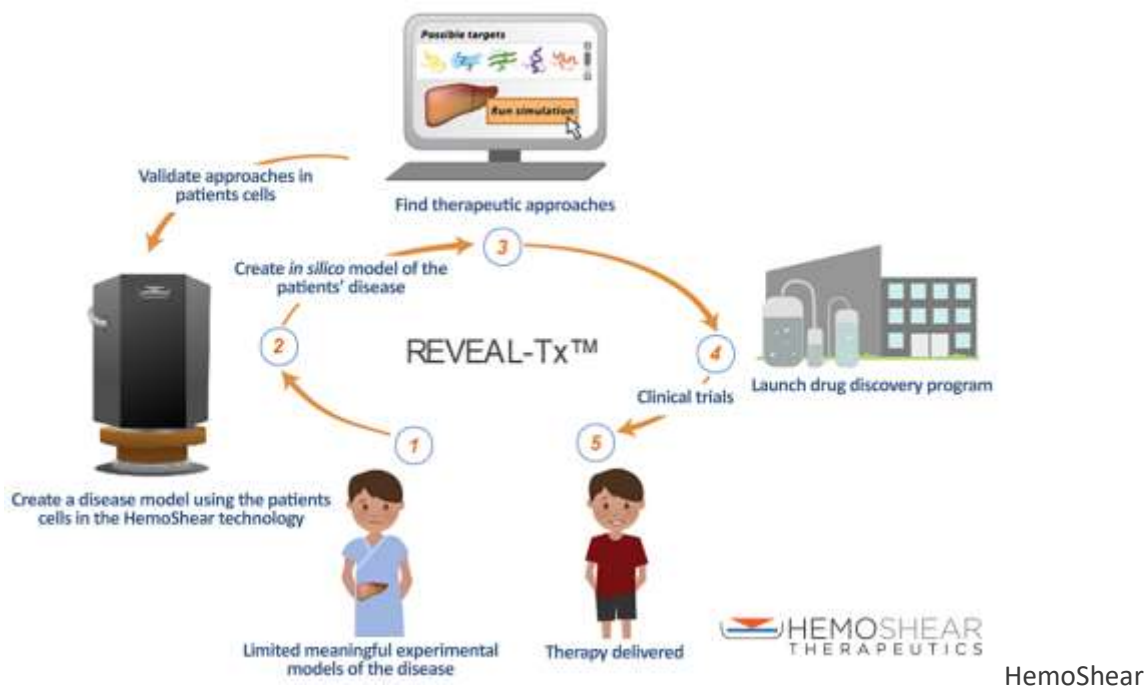 Possible targets
Run simulation
Find therapeutic approaches
Validate approaches in
patients cells
3
Create in silico model of the
patients' disease
2
REVEAL-Tx™
4
Launch drug discovery program
Clinical trials
1
5
Create a disease model using the patients
cells in the HemoShear technology
Limited meaningful experimental
models of the disease
Therapy delivered
HEMOSHEAR
THERAPEUTICS
HemoShear